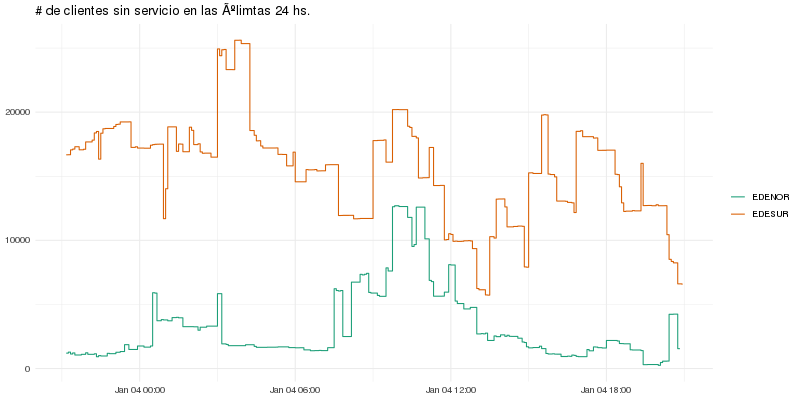 # de clientes sin servicio en las Ãºlimtas 24 hs.
20000
10000
0
Jan 04 00:00
Jan 04 06:00
Jan 04 12:00
Jan 04 18:00
EDENOR
EDESUR